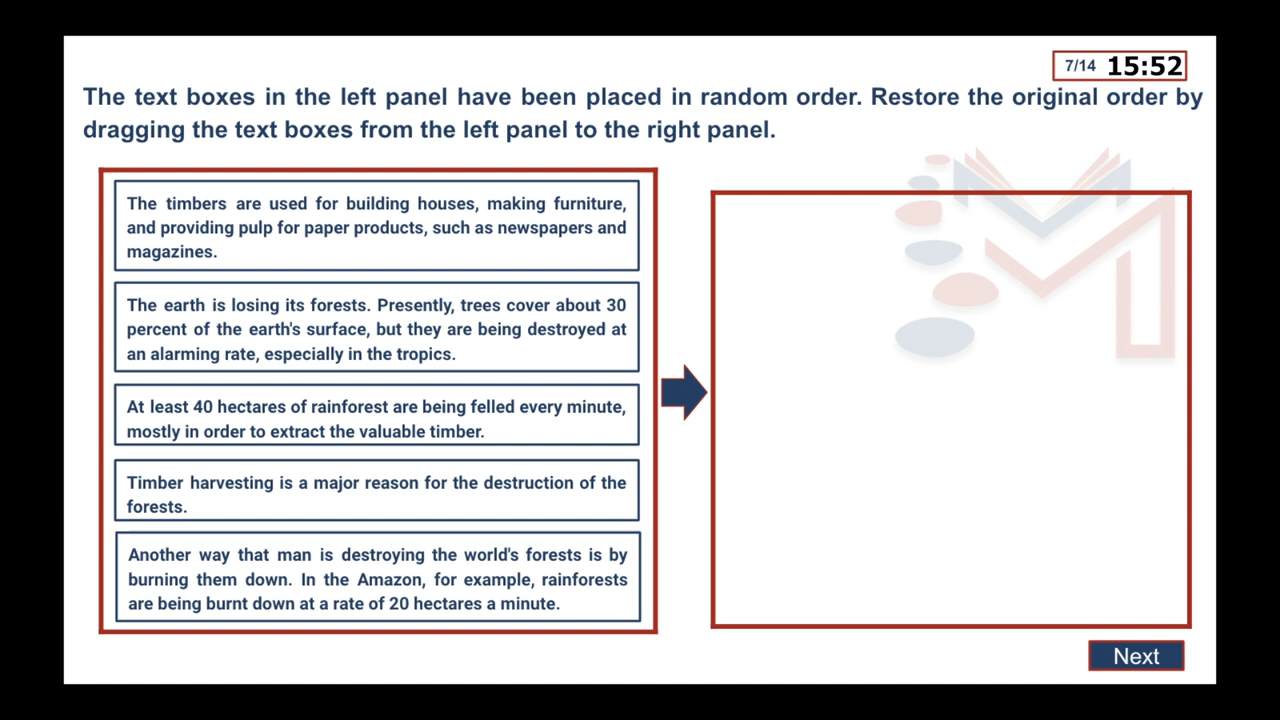 7/14 15:52
The text boxes in the left panel have been placed in random order. Restore the original order by
dragging the text boxes from the left panel to the right panel.
The timbers are used for building houses, making furniture,
and providing pulp for paper products, such as newspapers and
magazines.
The earth is losing its forests. Presently, trees cover about 30
percent of the earth's surface, but they are being destroyed at
an alarming rate, especially in the tropics.
At least 40 hectares of rainforest are being felled every minute,
mostly in order to extract the valuable timber.
Timber harvesting is a major reason for the destruction of the
forests.
Another way that man is destroying the world's forests is by
burning them down. In the Amazon, for example, rainforests
are being burnt down at a rate of 20 hectares a minute.
Next